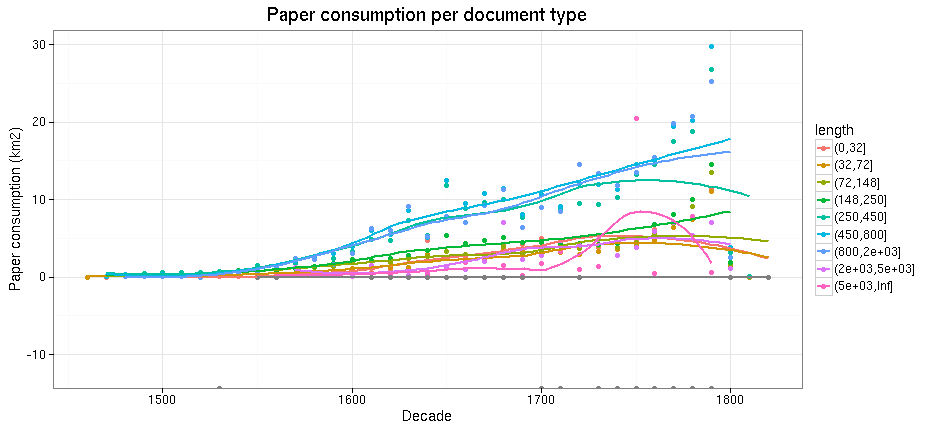 Paper consumption per document type
Paper consumption (km2)
30
20
10
0
-10
1500
1600
1700
1800
Decade
length
(0,32]
(32,72]
(72,148]
(148,250]
(250,450]
(450,800]
(800,2e+03]
(2e+03,5e+03]
(5e+03,Inf]